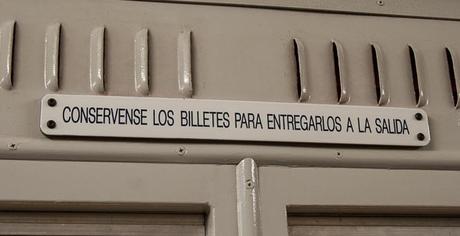 CONSERVENSE LOS BILLETES PARA ENTREGARLOS A LA SALIDA